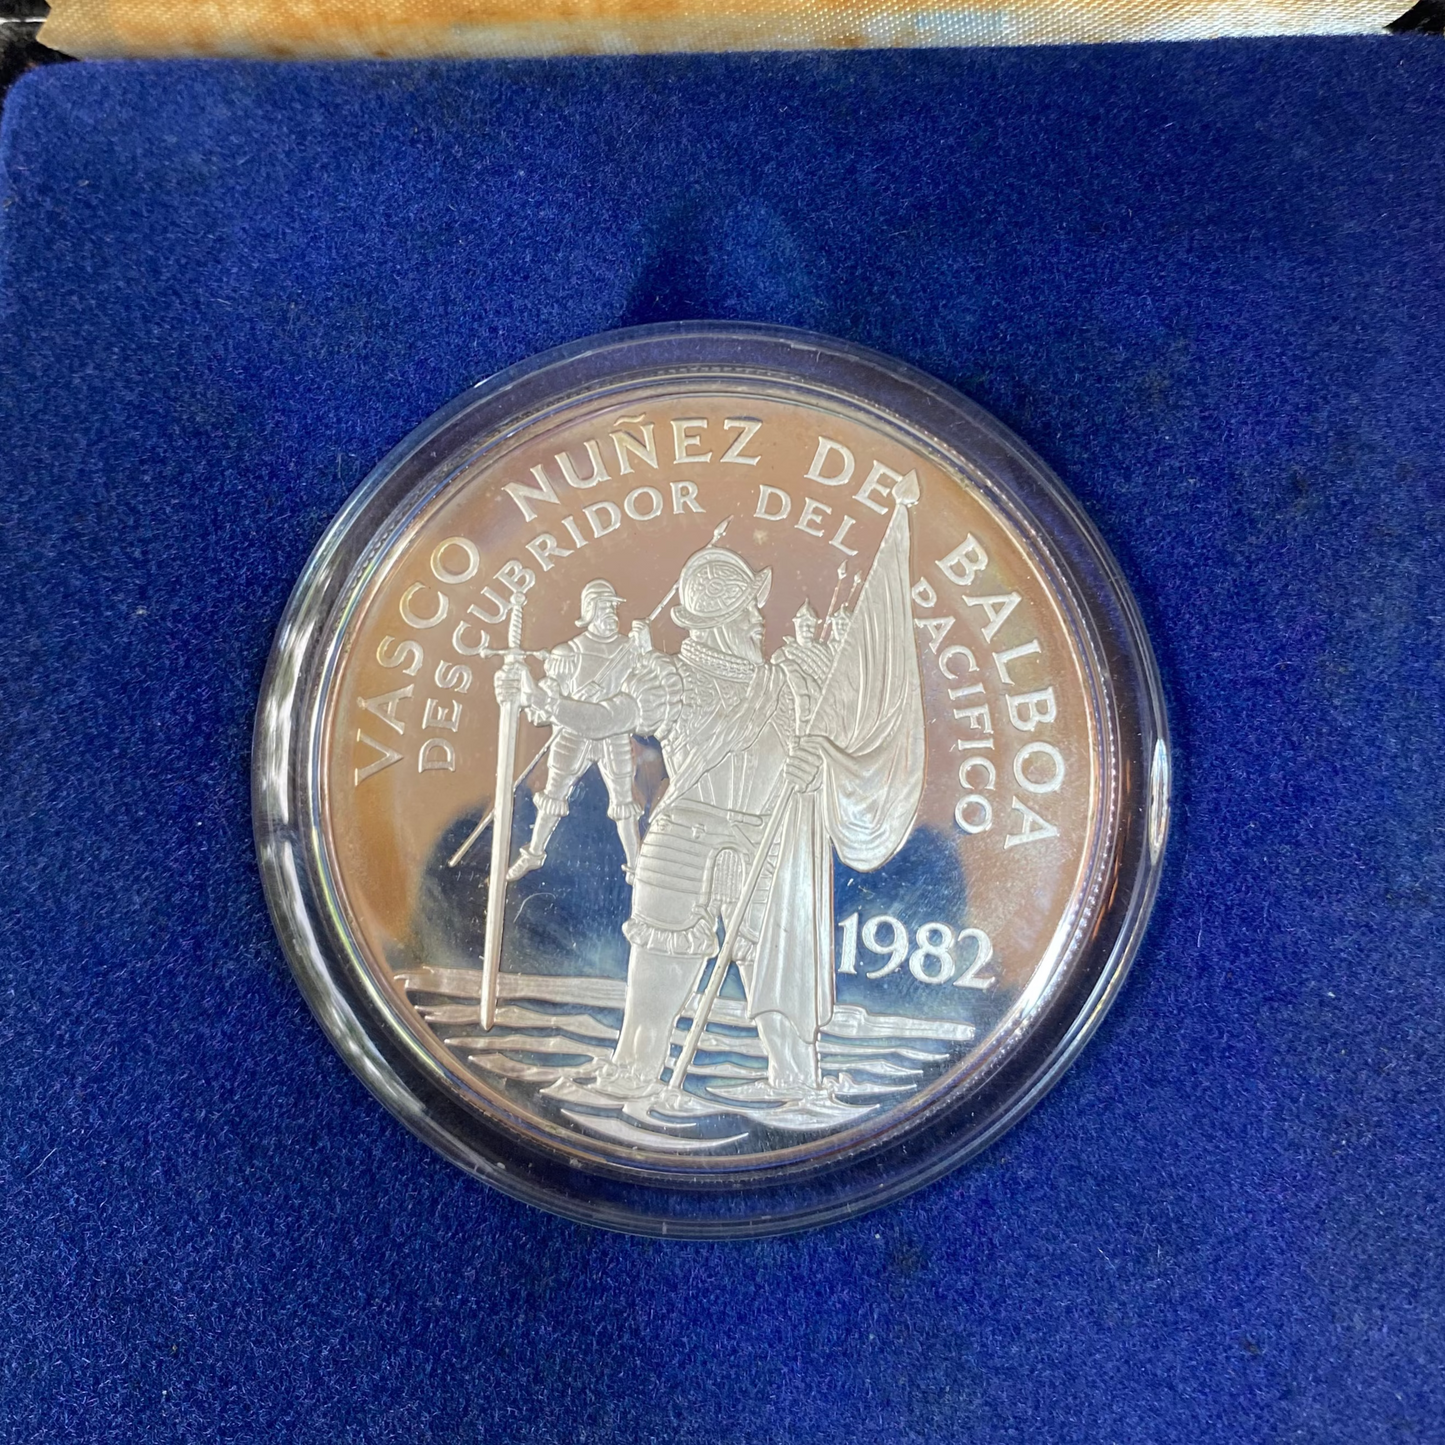 VASCO NUÑEZ DE BALBOA
DESCUBRIDOR DEL PACIFICO
1982